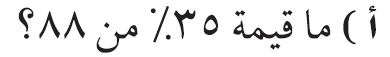 أ ) ما قيمة ٣٥٪ من ٨٨؟